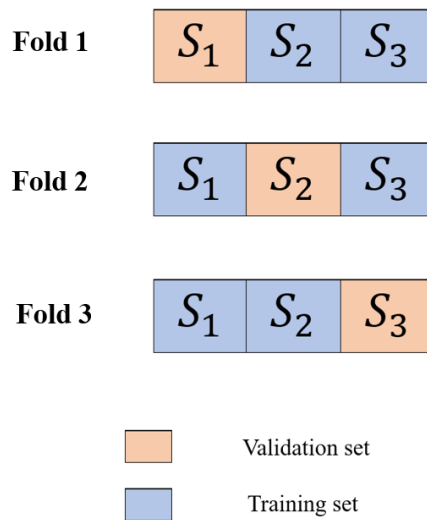 Fold 1 S₁ S₂ S₃
Fold 2 S₁ S₂ S₃
Fold 3 S₁ S₂ S₃
Validation set
Training set